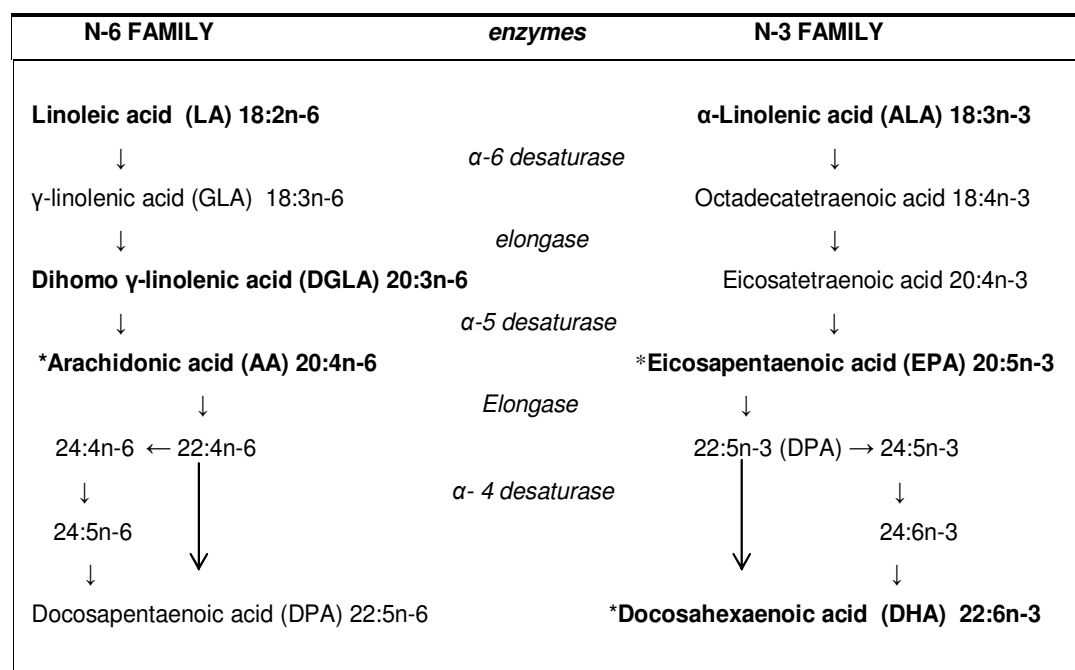 N-6 FAMILY enzymes N-3 FAMILY
Linoleic acid (LA) 18:2n-6 α-Linolenic acid (ALA) 18:3n-3
↓ α-6 desaturase ↓
γ-linolenic acid (GLA) 18:3n-6 Octadecatetraenoic acid 18:4n-3
↓ elongase ↓
Dihomo γ-linolenic acid (DGLA) 20:3n-6 Eicosatetraenoic acid 20:4n-3
↓ α-5 desaturase ↓
*Arachidonic acid (AA) 20:4n-6 *Eicosapentaenoic acid (EPA) 20:5n-3
↓ Elongase ↓
24:4n-6 ← 22:4n-6 22:5n-3 (DPA) → 24:5n-3
↓ α- 4 desaturase ↓
24:5n-6 24:6n-3
↓ ↓
Docosapentaenoic acid (DPA) 22:5n-6 *Docosahexaenoic acid (DHA) 22:6n-3